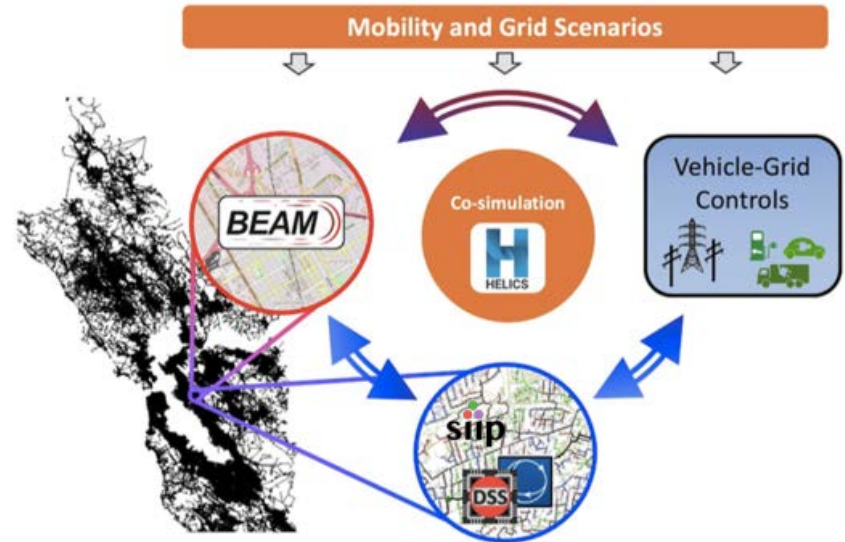 Mobility and Grid Scenarios
BEAM
Co-simulation
H
HELICS
Vehicle-Grid
Controls
siip
DSS